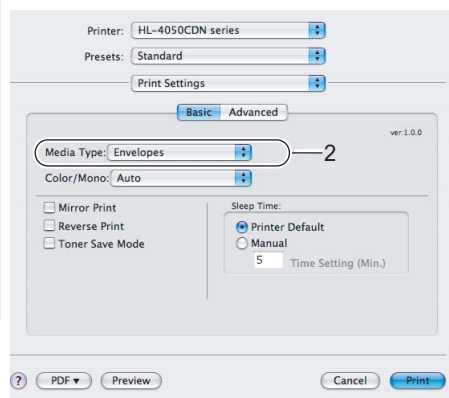 Printer: HL-4050CDN series
Presets: Standard
Print Settings
Basic Advanced
ver:1.0.0
Media Type: Envelopes 2
Color/Mono: Auto
Mirror Print
Reverse Print
Toner Save Mode
Sleep Time:
Printer Default
Manual
5 Time Setting (Min.)
? PDF▼ Preview Cancel Print